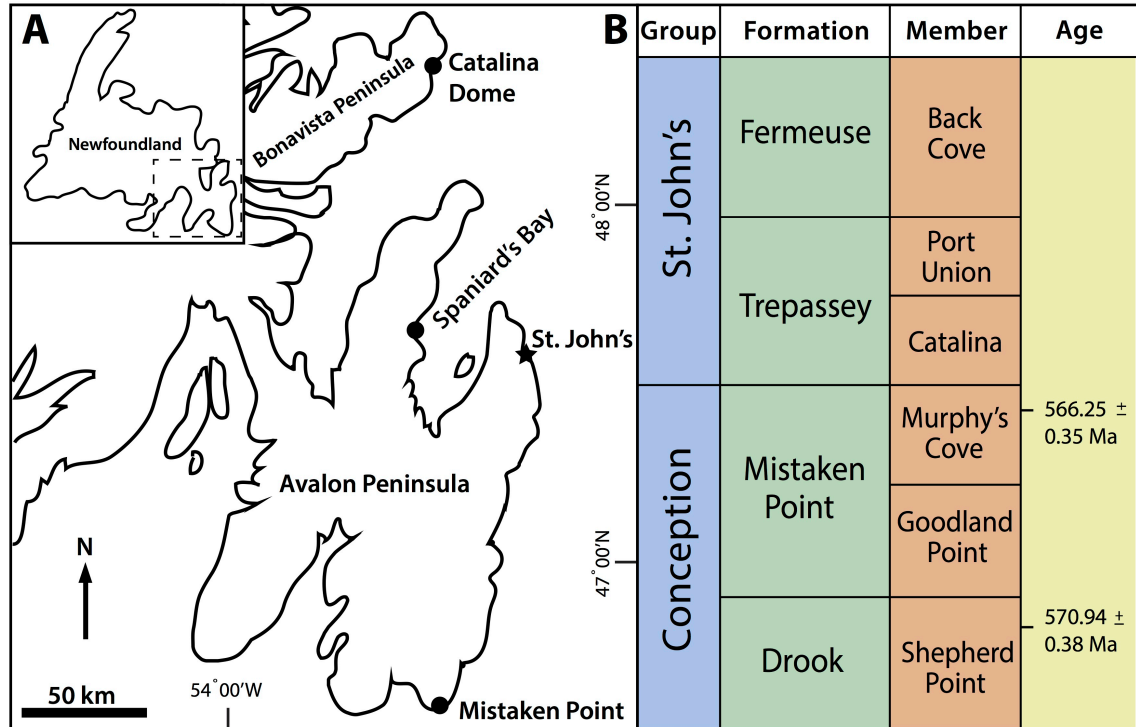 A
Newfoundland
Bonavista Peninsula
Catalina
Dome
Spaniard's Bay
St. John's
Avalon Peninsula
N
50 km
54°00'W
Mistaken Point
48°00'N
47°00'N
B
Group
Formation
Member
Age
St. John's
Fermeuse
Back
Cove
Trepassey
Port
Union
Catalina
Conception
Mistaken
Point
Murphy's
Cove
566.25 ±
0.35 Ma
Goodland
Point
Drook
Shepherd
Point
570.94 ±
0.38 Ma